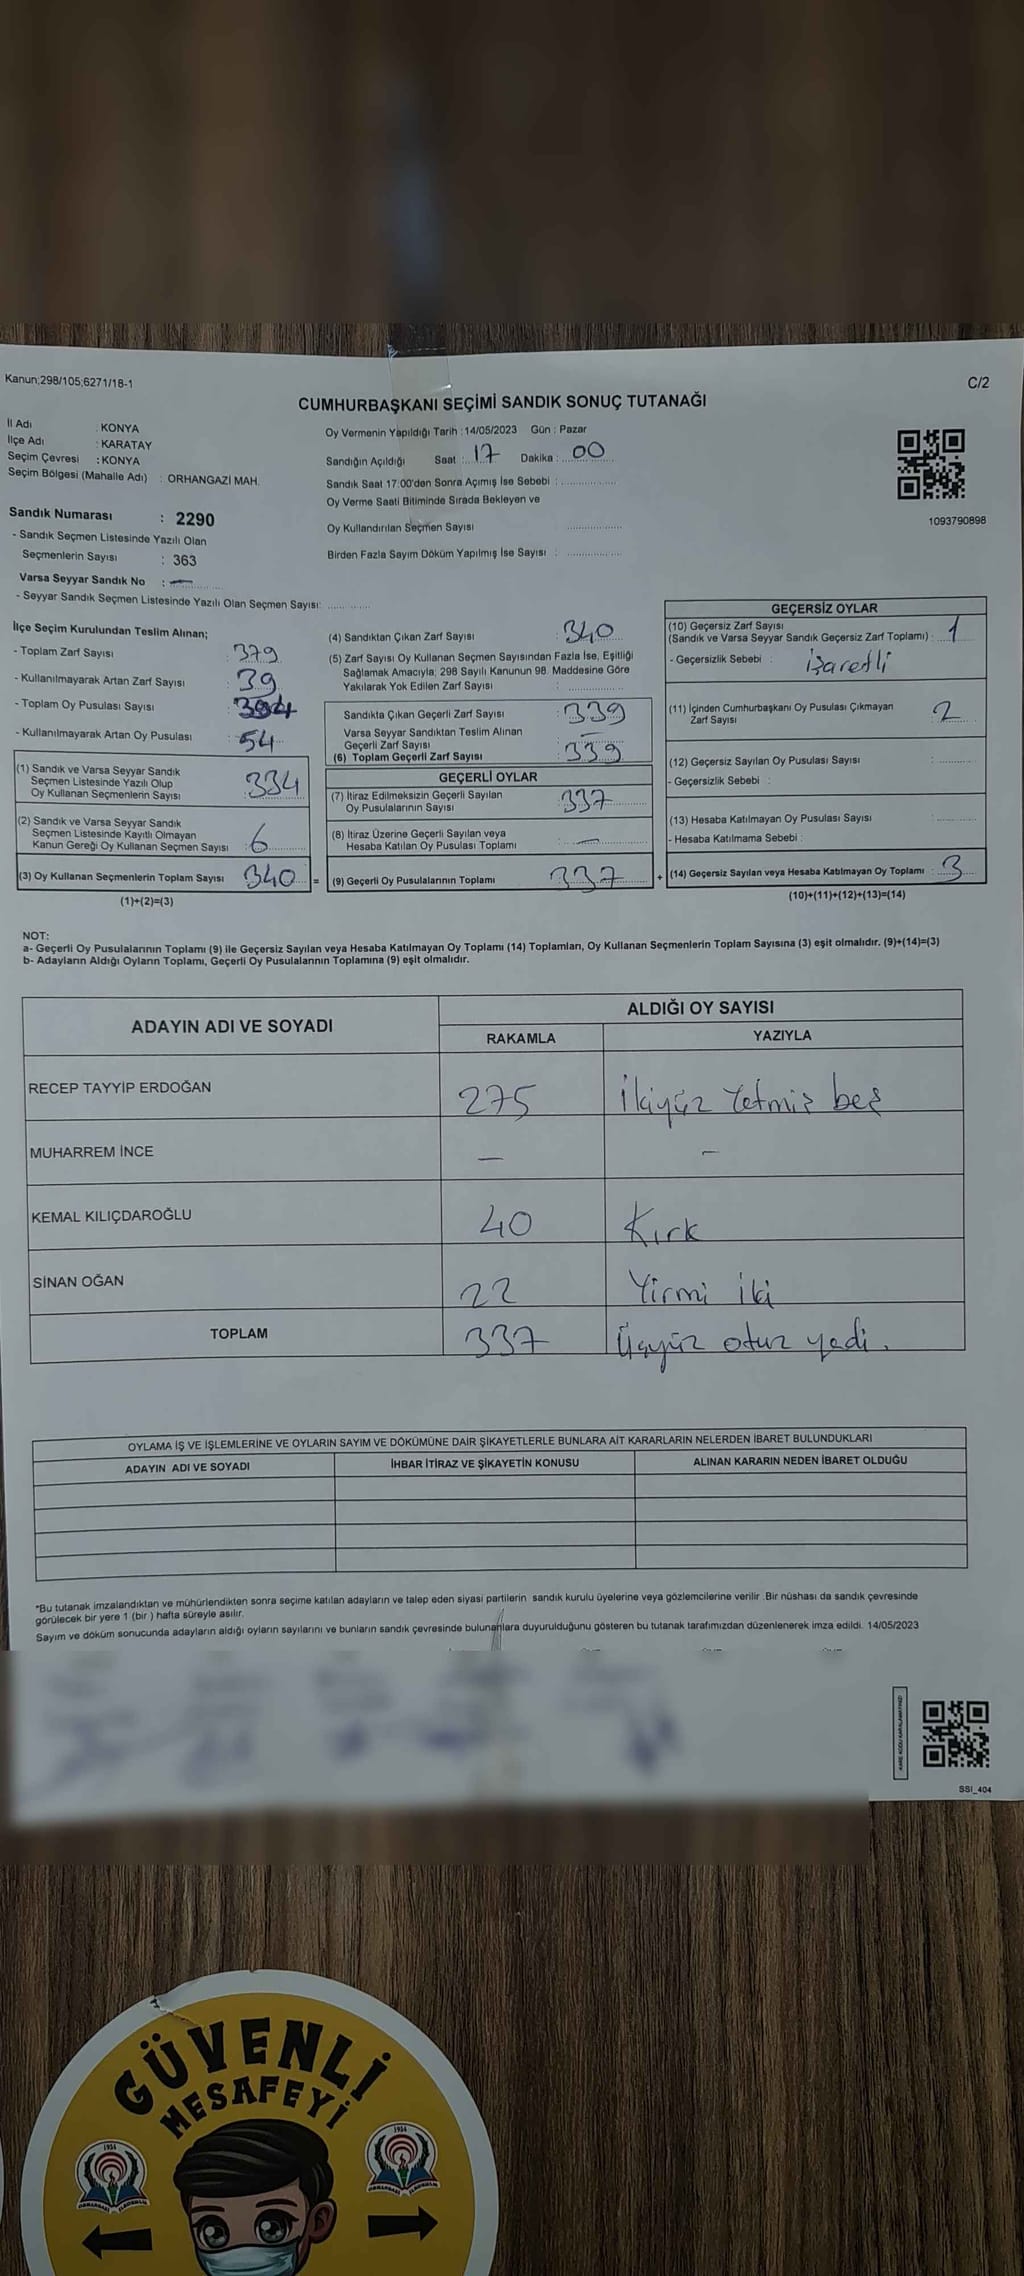 Kanun;298/105;6271/18-1
C/2
CUMHURBAŞKANI SEÇİMİ SANDIK SONUÇ TUTANAĞI
İl Adı : KONYA
İlçe Adı : KARATAY
Seçim Çevresi : KONYA
Seçim Bölgesi (Mahalle Adı) : ORHANGAZİ MAH.
Sandık Numarası : 2290
- Sandık Seçmen Listesinde Yazılı Olan
Seçmenlerin Sayısı : 363
Varsa Seyyar Sandık No : —
- Seyyar Sandık Seçmen Listesinde Yazılı Olan Seçmen Sayısı: ..............
Oy Vermenin Yapıldığı Tarih : 14/05/2023 Gün : Pazar
Sandığın Açıldığı Saat : 17 Dakika : 00
Sandık Saat 17:00'den Sonra Açımış İse Sebebi : ..................
Oy Verme Saati Bitiminde Sırada Bekleyen ve
Oy Kullandırılan Seçmen Sayısı ..................
Birden Fazla Sayım Döküm Yapılmış İse Sayısı : ..................
1093790898
İlçe Seçim Kurulundan Teslim Alınan;
- Toplam Zarf Sayısı : 379
- Kullanılmayarak Artan Zarf Sayısı : 39
- Toplam Oy Pusulası Sayısı : 394
- Kullanılmayarak Artan Oy Pusulası : 54
(1) Sandık ve Varsa Seyyar Sandık
Seçmen Listesinde Yazılı Olup
Oy Kullanan Seçmenlerin Sayısı : 334
(2) Sandık ve Varsa Seyyar Sandık
Seçmen Listesinde Kayıtlı Olmayan
Kanun Gereği Oy Kullanan Seçmen Sayısı : 6
(3) Oy Kullanan Seçmenlerin Toplam Sayısı : 340 =
(1)+(2)=(3)
(4) Sandıktan Çıkan Zarf Sayısı : 340
(5) Zarf Sayısı Oy Kullanan Seçmen Sayısından Fazla İse, Eşitliği
Sağlamak Amacıyla, 298 Sayılı Kanunun 98. Maddesine Göre
Yakılarak Yok Edilen Zarf Sayısı : ..................
Sandıkta Çıkan Geçerli Zarf Sayısı : 339
Varsa Seyyar Sandıktan Teslim Alınan
Geçerli Zarf Sayısı : —
(6) Toplam Geçerli Zarf Sayısı : 339
GEÇERLİ OYLAR
(7) İtiraz Edilmeksizin Geçerli Sayılan
Oy Pusulalarının Sayısı : 337
(8) İtiraz Üzerine Geçerli Sayılan veya
Hesaba Katılan Oy Pusulası Toplamı : —
(9) Geçerli Oy Pusulalarının Toplamı 337 +
GEÇERSİZ OYLAR
(10) Geçersiz Zarf Sayısı
(Sandık ve Varsa Seyyar Sandık Geçersiz Zarf Toplamı) : 1
- Geçersizlik Sebebi : İşaretli
(11) İçinden Cumhurbaşkanı Oy Pusulası Çıkmayan
Zarf Sayısı : 2
(12) Geçersiz Sayılan Oy Pusulası Sayısı : ............
- Geçersizlik Sebebi :
(13) Hesaba Katılmayan Oy Pusulası Sayısı : ............
- Hesaba Katılmama Sebebi :
(14) Geçersiz Sayılan veya Hesaba Katılmayan Oy Toplamı : 3
(10)+(11)+(12)+(13)=(14)
NOT:
a- Geçerli Oy Pusulalarının Toplamı (9) ile Geçersiz Sayılan veya Hesaba Katılmayan Oy Toplamı (14) Toplamları, Oy Kullanan Seçmenlerin Toplam Sayısına (3) eşit olmalıdır. (9)+(14)=(3)
b- Adayların Aldığı Oyların Toplamı, Geçerli Oy Pusulalarının Toplamına (9) eşit olmalıdır.
ADAYIN ADI VE SOYADI
ALDIĞI OY SAYISI
RAKAMLA YAZIYLA
RECEP TAYYİP ERDOĞAN 275 İkiyüz Yetmiş beş
MUHARREM İNCE — —
KEMAL KILIÇDAROĞLU 40 Kırk
SİNAN OĞAN 22 Yirmi İki
TOPLAM 337 Üçyüz otuz yedi.
OYLAMA İŞ VE İŞLEMLERİNE VE OYLARIN SAYIM VE DÖKÜMÜNE DAİR ŞİKAYETLERLE BUNLARA AİT KARARLARIN NELERDEN İBARET BULUNDUKLARI
ADAYIN ADI VE SOYADI İHBAR İTİRAZ VE ŞİKAYETİN KONUSU ALINAN KARARIN NEDEN İBARET OLDUĞU
*Bu tutanak imzalandıktan ve mühürlendikten sonra seçime katılan adayların ve talep eden siyasi partilerin sandık kurulu üyelerine veya gözlemcilerine verilir. Bir nüshası da sandık çevresinde
görülecek bir yere 1 (bir ) hafta süreyle asılır.
Sayım ve döküm sonucunda adayların aldığı oyların sayılarını ve bunların sandık çevresinde bulunanlara duyurulduğunu gösteren bu tutanak tarafımızdan düzenlenerek imza edildi. 14/05/2023
KARE KODU KARALAMAYINIZ!
SSI_404
GÜVENLİ
MESAFEYİ
1954
1954